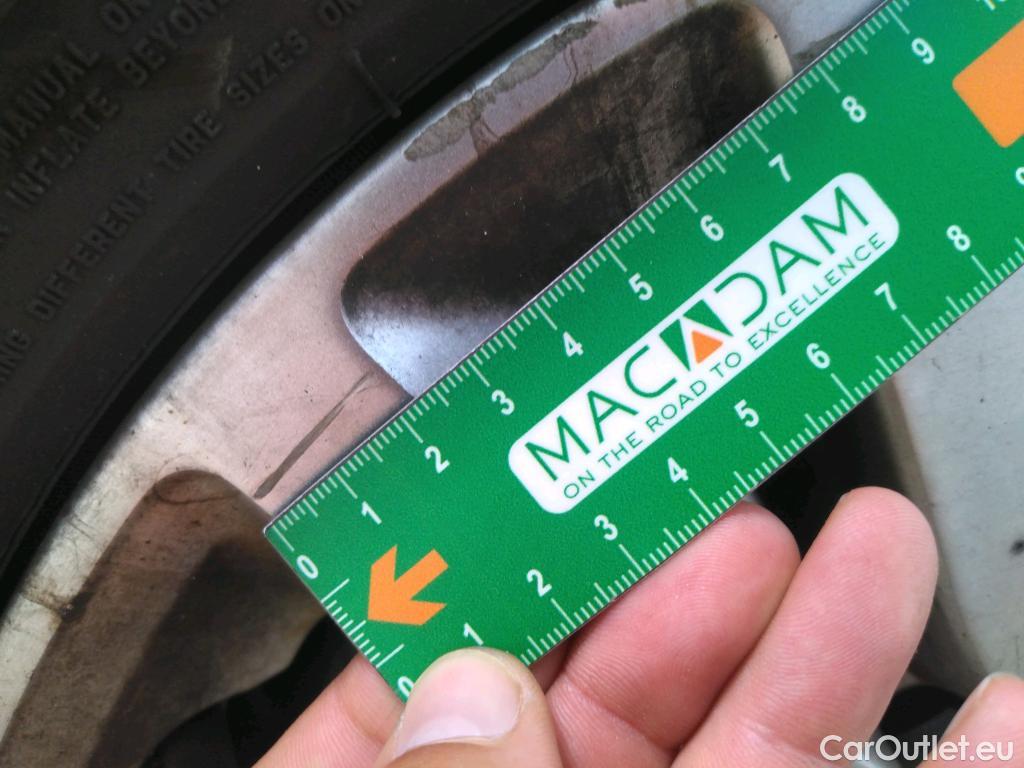 MANUAL ON
INFLATE BEYOND
DIFFERENT TIRE SIZES ON
0 1 2 3 4 5 6 7 8 9
MACADAM
ON THE ROAD TO EXCELLENCE
0 1 2 3 4 5 6 7 8
CarOutlet.eu